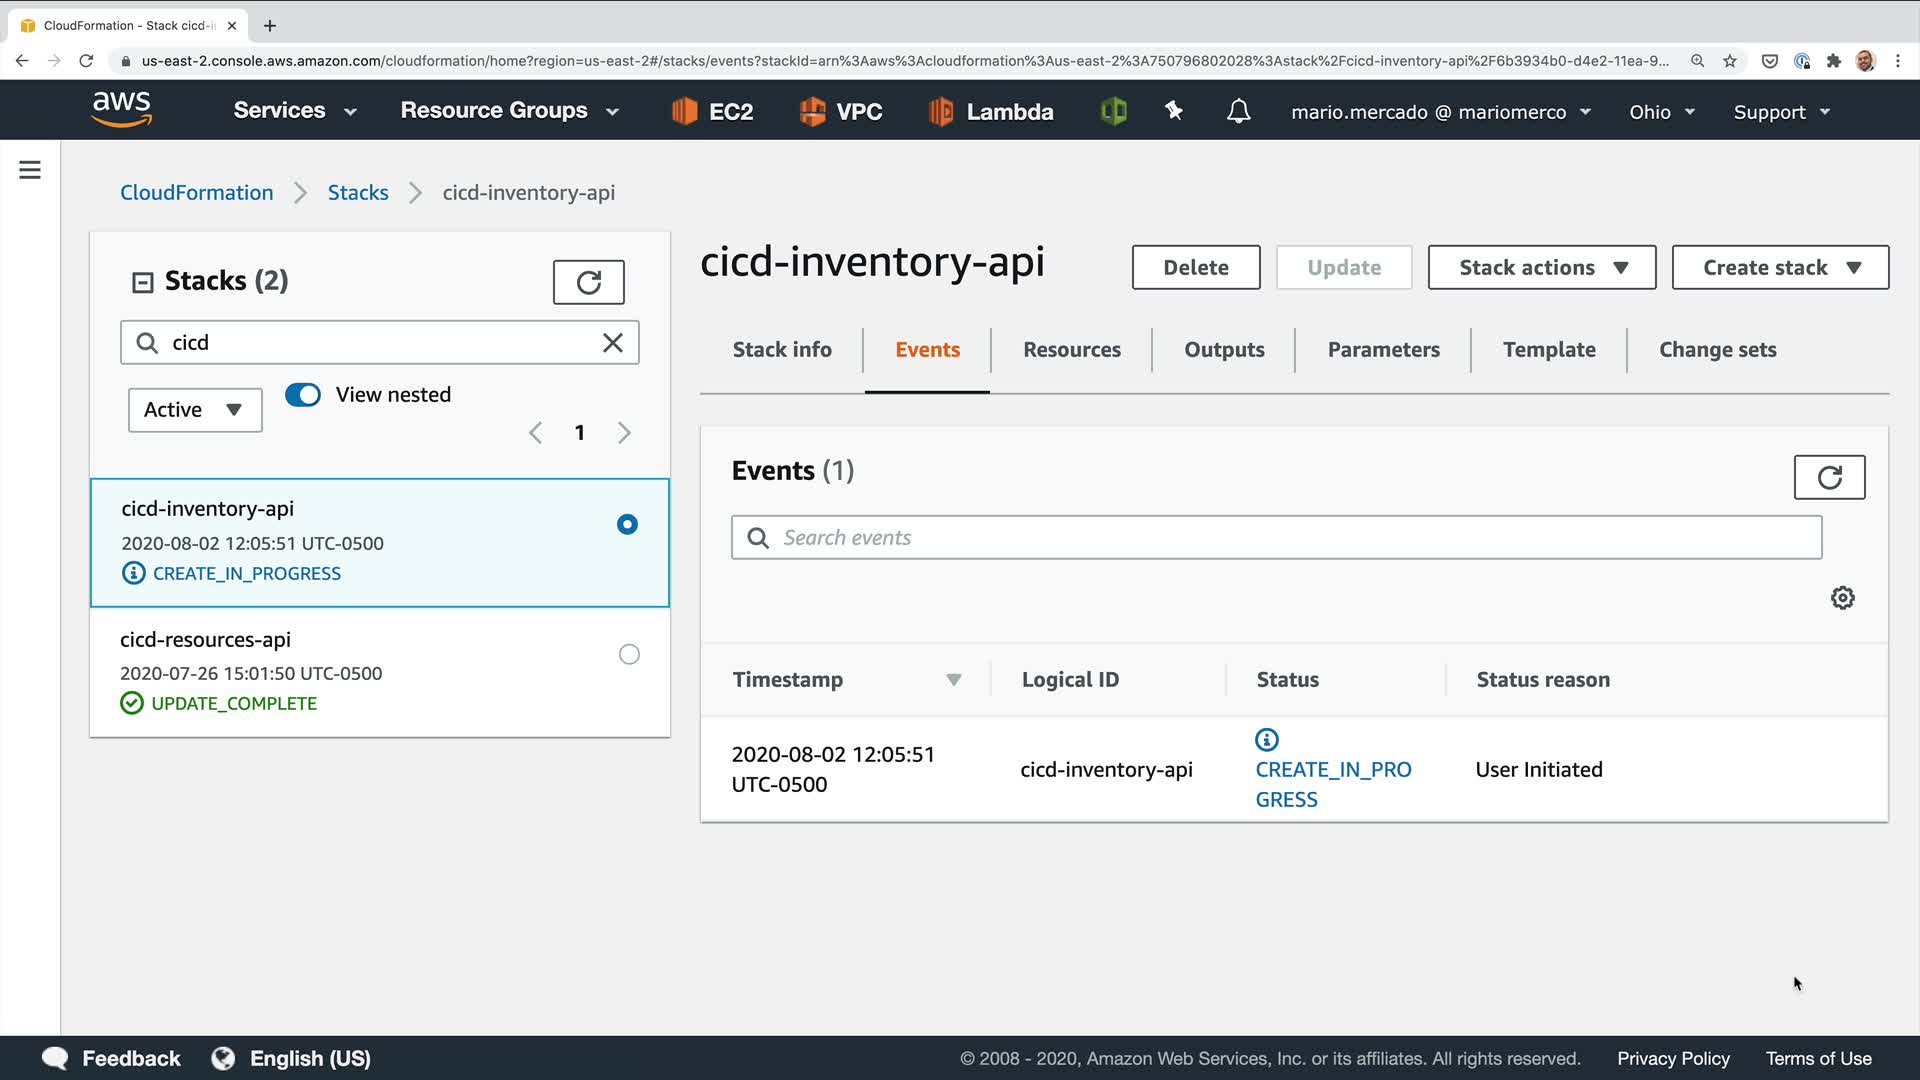 CloudFormation - Stack cicd-i
us-east-2.console.aws.amazon.com/cloudformation/home?region=us-east-2#/stacks/events?stackId=arn%3Aaws%3Acloudformation%3Aus-east-2%3A750796802028%3Astack%2Fcicd-inventory-api%2F6b3934b0-d4e2-11ea-9...
aws
Services
Resource Groups
EC2
VPC
Lambda
mario.mercado @ mariomerco
Ohio
Support
CloudFormation
Stacks
cicd-inventory-api
Stacks (2)
cicd
Active
View nested
1
cicd-inventory-api
2020-08-02 12:05:51 UTC-0500
CREATE_IN_PROGRESS
cicd-resources-api
2020-07-26 15:01:50 UTC-0500
UPDATE_COMPLETE
cicd-inventory-api
Delete
Update
Stack actions
Create stack
Stack info
Events
Resources
Outputs
Parameters
Template
Change sets
Events (1)
Search events
Timestamp
Logical ID
Status
Status reason
2020-08-02 12:05:51
UTC-0500
cicd-inventory-api
CREATE_IN_PRO
GRESS
User Initiated
Feedback
English (US)
© 2008 - 2020, Amazon Web Services, Inc. or its affiliates. All rights reserved.
Privacy Policy
Terms of Use